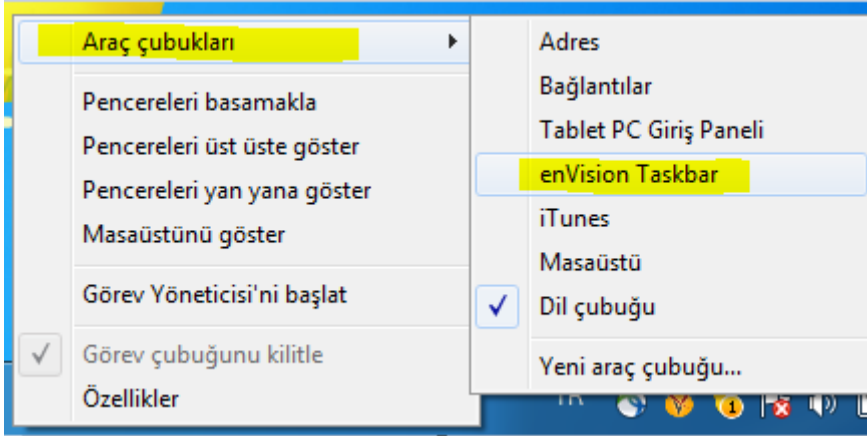 Araç çubukları
Pencereleri basamakla
Pencereleri üst üste göster
Pencereleri yan yana göster
Masaüstünü göster
Görev Yöneticisi'ni başlat
Görev çubuğunu kilitle
Özellikler
Adres
Bağlantılar
Tablet PC Giriş Paneli
enVision Taskbar
iTunes
Masaüstü
Dil çubuğu
Yeni araç çubuğu...
TR